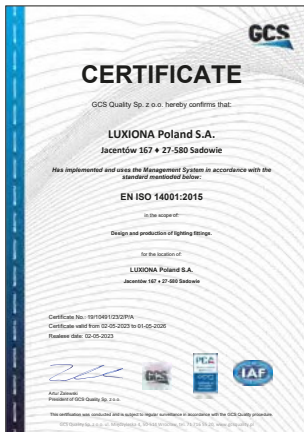 GCS
CERTIFICATE
GCS Quality Sp. z o.o. hereby confirms that:
LUXIONA Poland S.A.
Jacentów 167 ♦ 27-580 Sadowie
Has implemented and uses the Management System in accordance with the
standard mentioded below:
EN ISO 14001:2015
in the scope of:
Design and production of lighting fittings.
for the location of:
LUXIONA Poland S.A.
Jacentów 167 ♦ 27-580 Sadowie
Certificate No.: 19/10491/23/2/P/A
Certificate valid from 02-05-2023 to 01-05-2026
Realese date: 02-05-2023
GCS
PCA
IAF
Artur Zalewski
President of GCS Quality Sp. z o.o.
This certification was conducted and is subject to regular surveillance in accordance with the GCS Quality procedure.